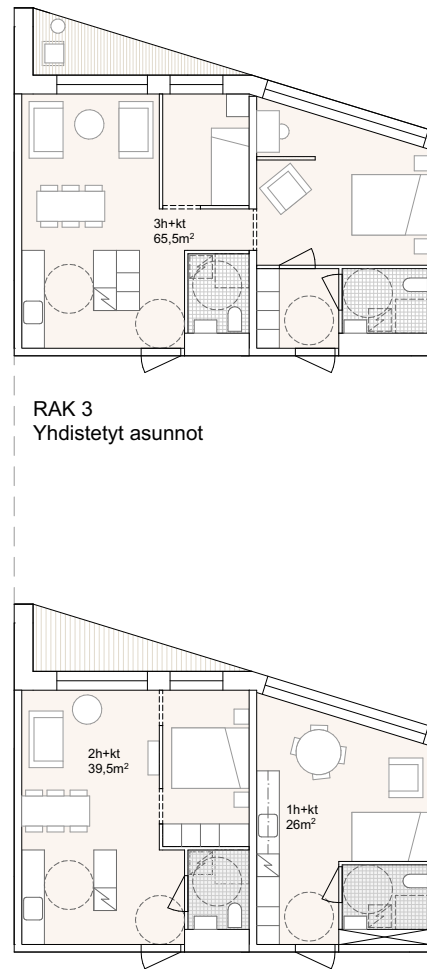 3h+kt
65,5m²
RAK 3
Yhdistetyt asunnot
2h+kt
39,5m²
1h+kt
26m²